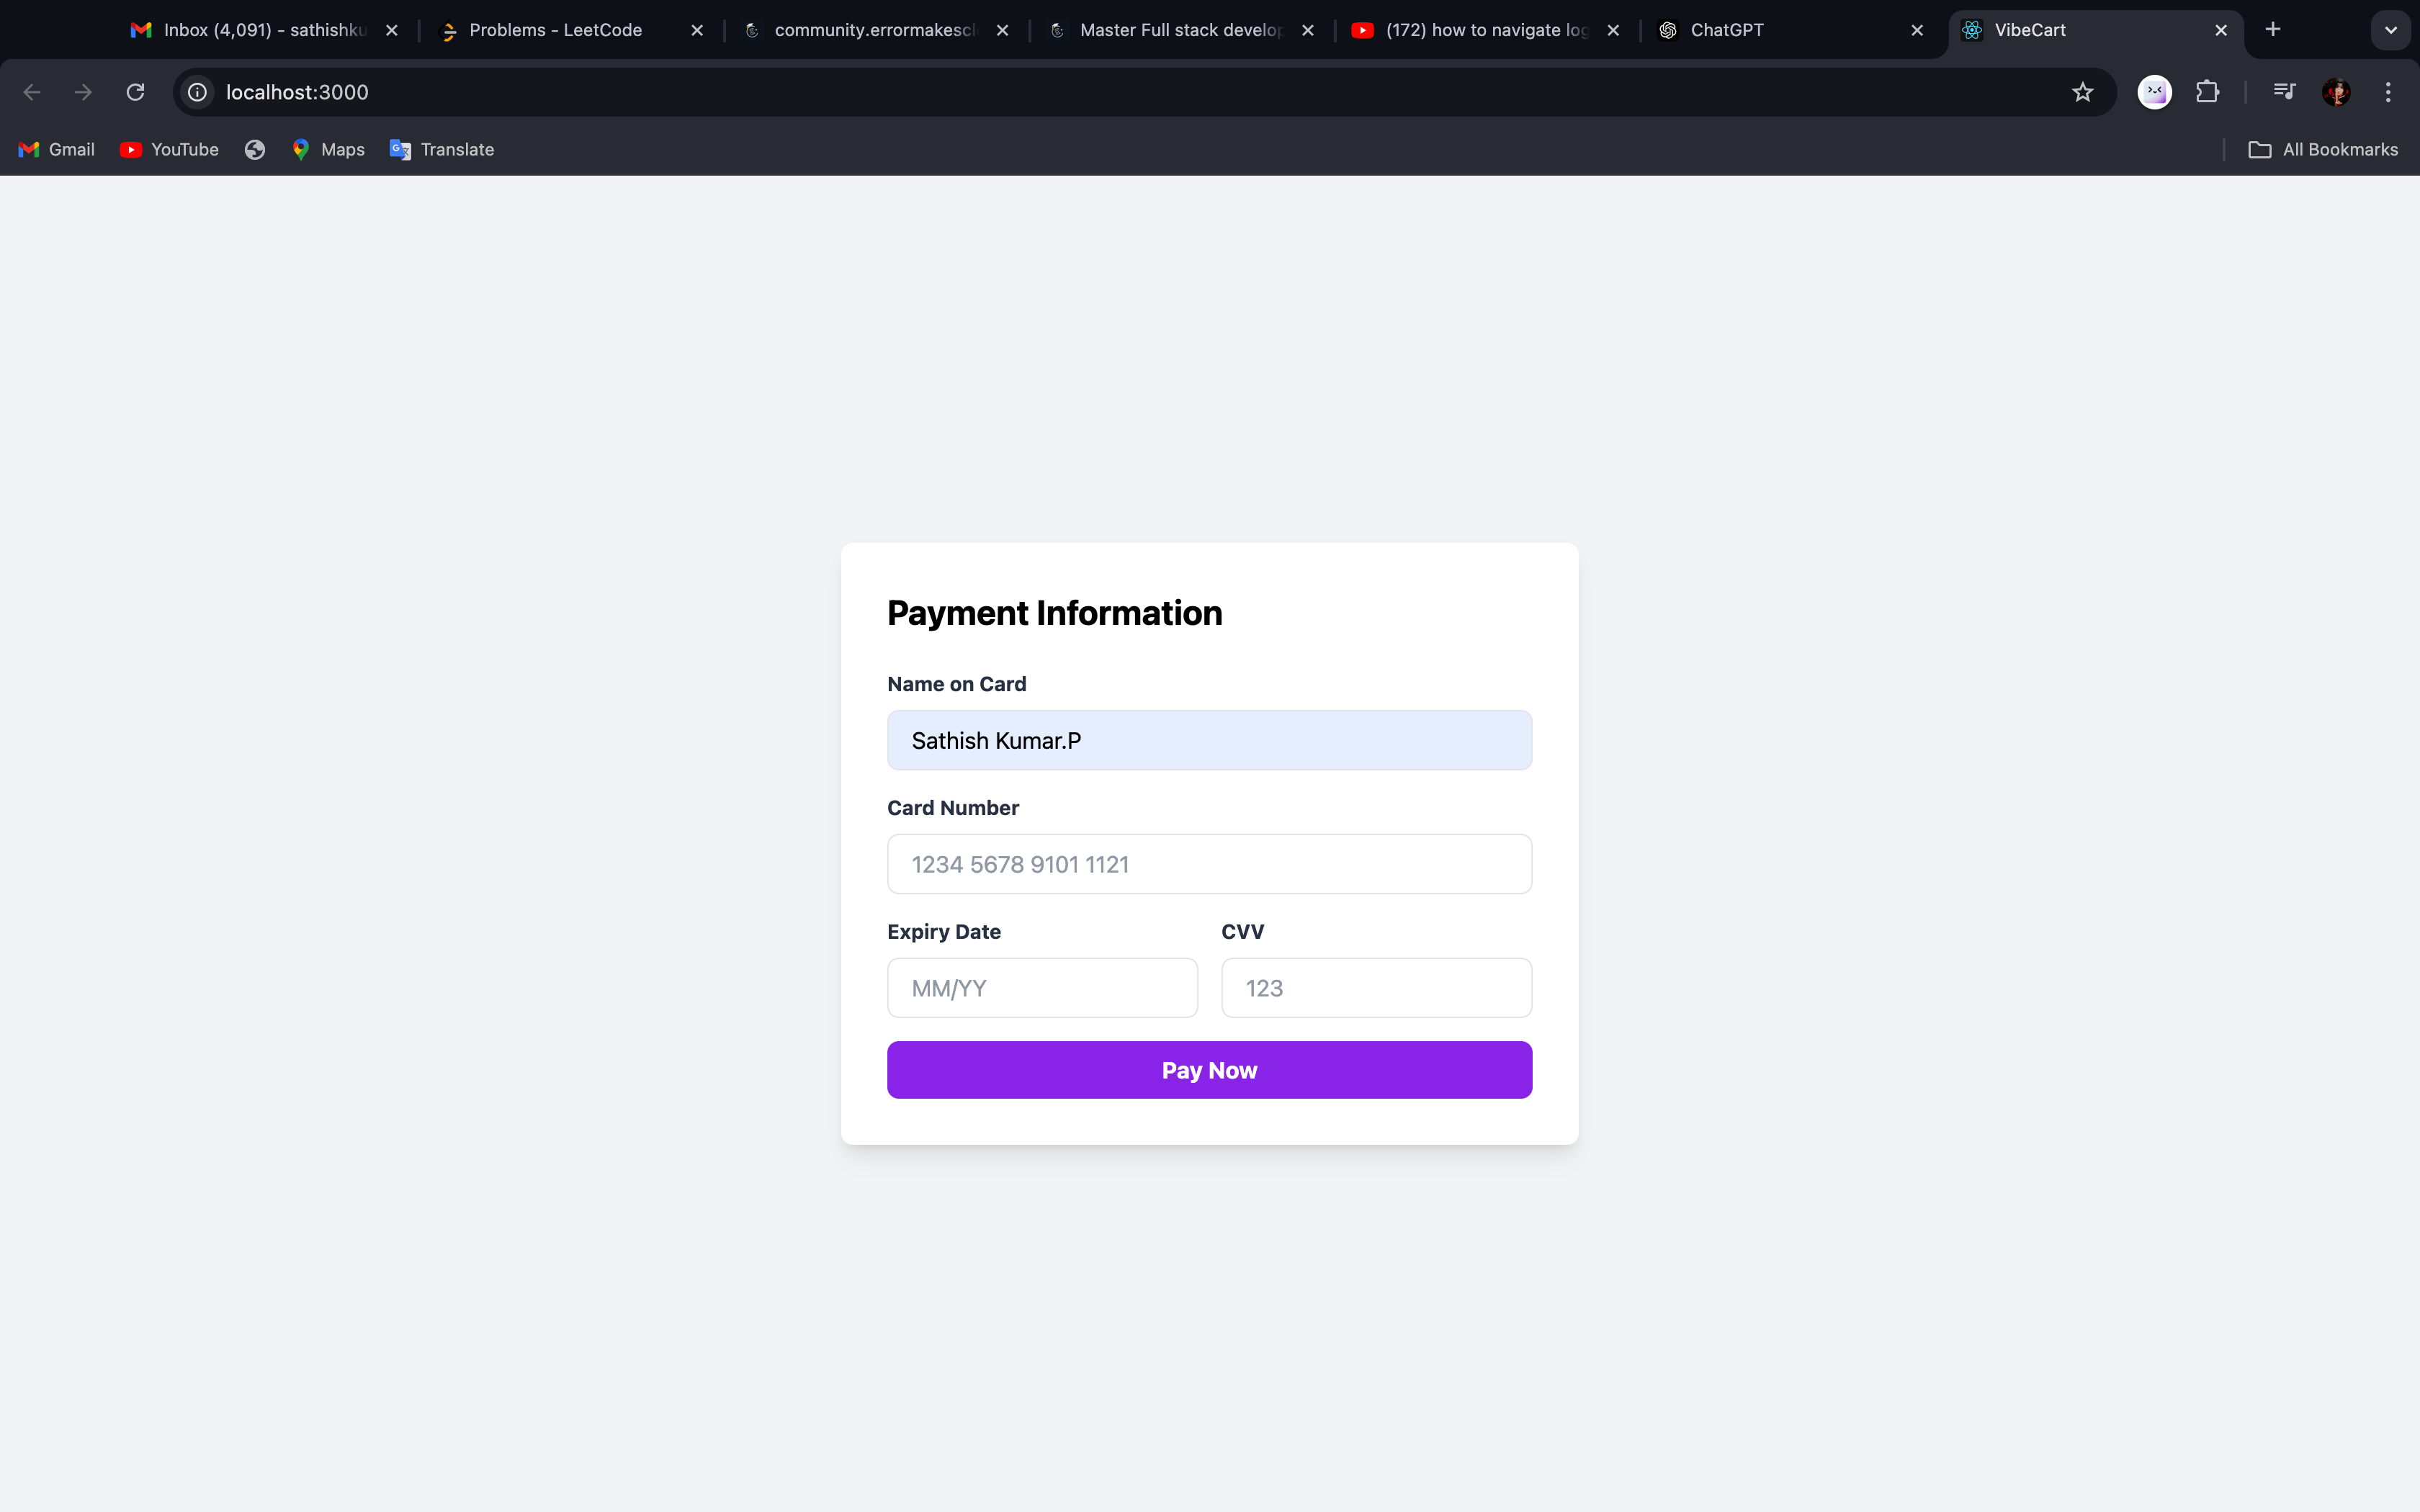 Inbox (4,091) - sathishku
Problems - LeetCode
community.errormakescl
Master Full stack develop
(172) how to navigate log
ChatGPT
VibeCart
localhost:3000
Gmail
YouTube
Maps
Translate
All Bookmarks
Payment Information
Name on Card
Sathish Kumar.P
Card Number
1234 5678 9101 1121
Expiry Date
CVV
MM/YY
123
Pay Now